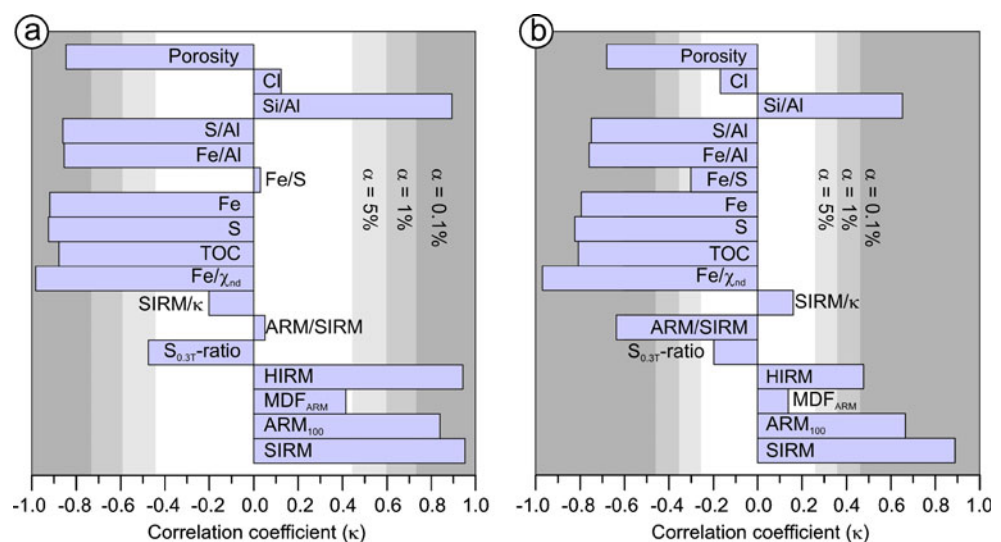 a
Porosity
Cl
Si/Al
S/Al
Fe/Al
Fe/S
Fe
S
TOC
Fe/χnd
SIRM/κ
ARM/SIRM
S0.3T-ratio
HIRM
MDFARM
ARM100
SIRM
α = 5%
α = 1%
α = 0.1%
-1.0 -0.8 -0.6 -0.4 -0.2 0.0 0.2 0.4 0.6 0.8 1.0
Correlation coefficient (κ)
b
Porosity
Cl
Si/Al
S/Al
Fe/Al
Fe/S
Fe
S
TOC
Fe/χnd
SIRM/κ
ARM/SIRM
S0.3T-ratio
HIRM
MDFARM
ARM100
SIRM
α = 5%
α = 1%
α = 0.1%
-1.0 -0.8 -0.6 -0.4 -0.2 0.0 0.2 0.4 0.6 0.8 1.0
Correlation coefficient (κ)